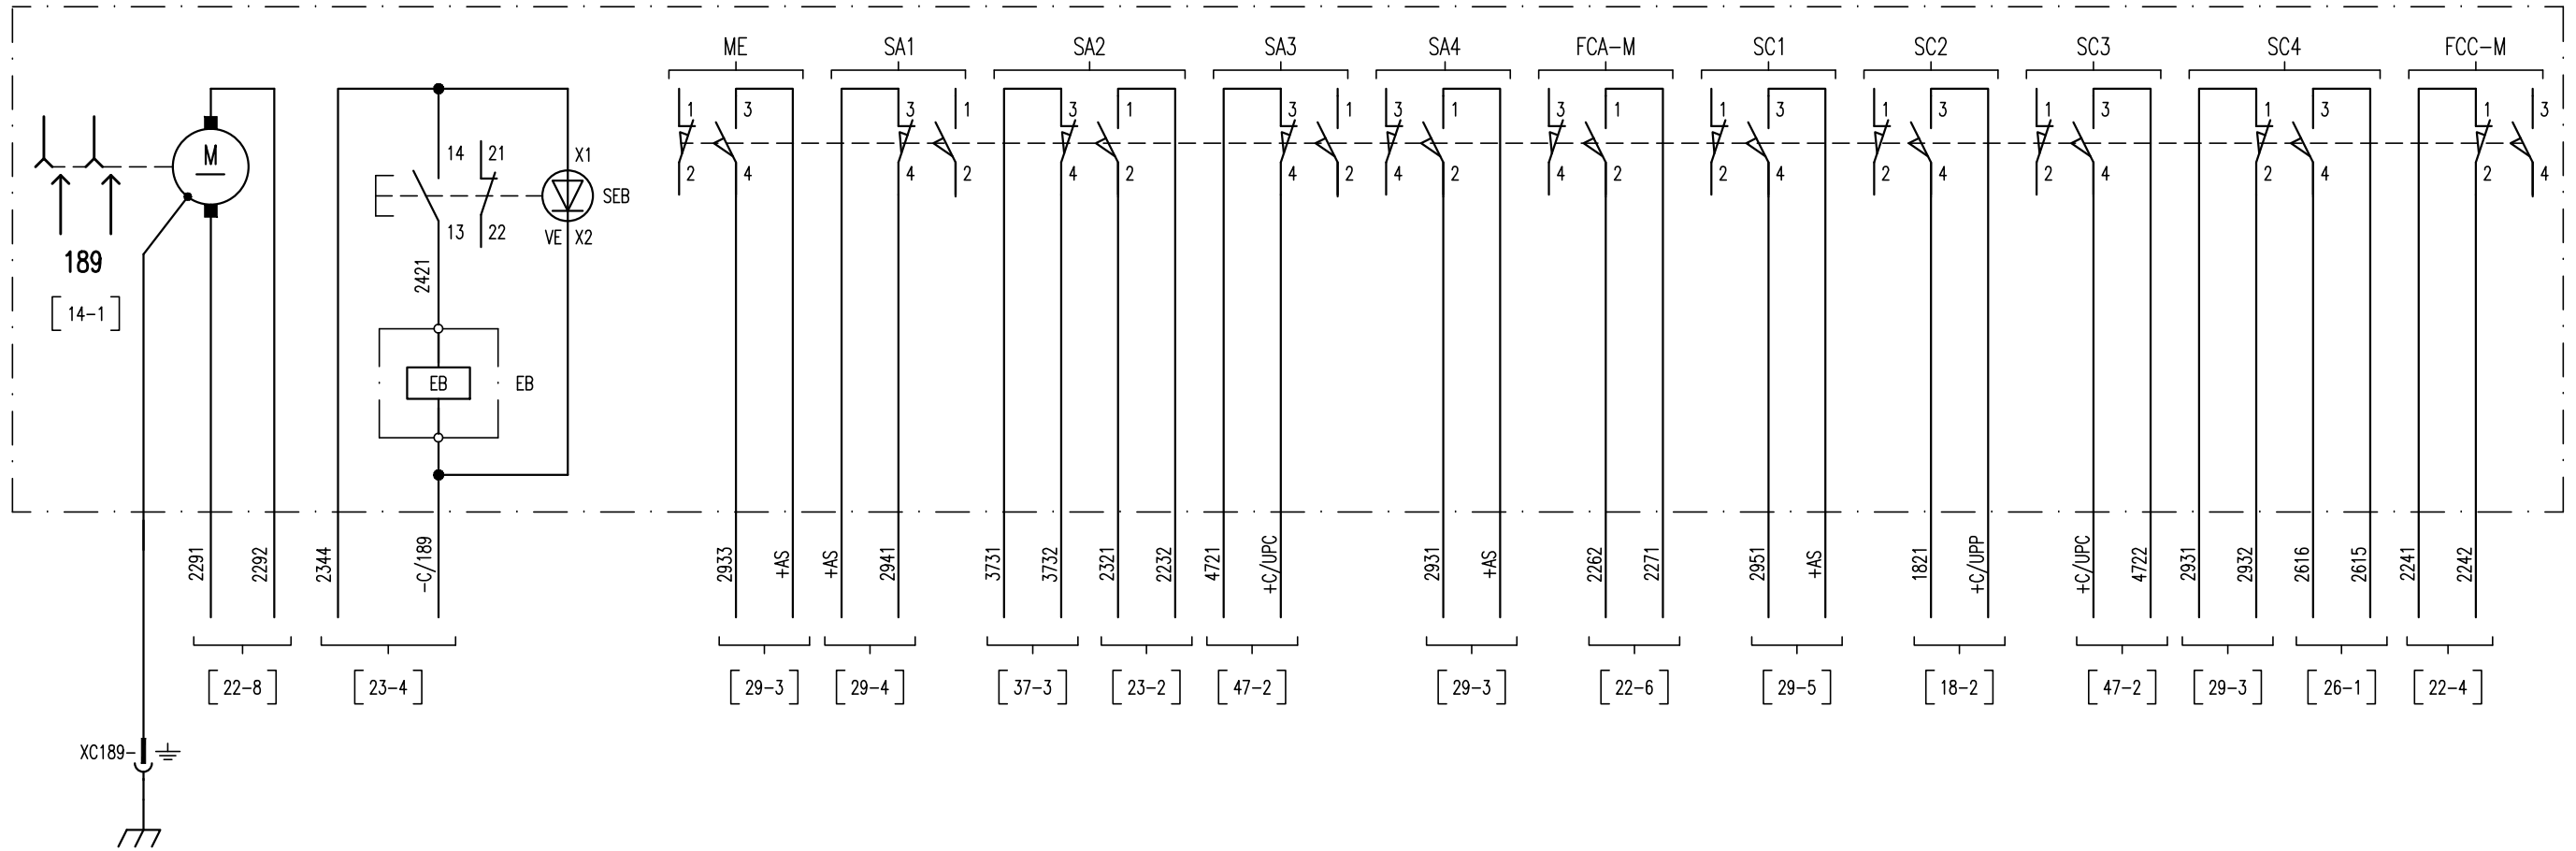 ME SA1 SA2 SA3 SA4 FCA-M SC1 SC2 SC3 SC4 FCC-M
1 3 3 1 3 1 3 1 3 1 3 1 1 3 1 3 1 3 1 3 1 3
M 14 21 X1
2 4 4 2 4 2 4 2 4 2 4 2 2 4 2 4 2 4 2 4 2 4
SEB
13 22 VE X2
189
2421
14-1
EB EB
2291 2292 2344 -C/189 2933 +AS +AS 2941 3731 3732 2321 2232 4721 +C/UPC 2931 +AS 2262 2271 2951 +AS 1821 +C/UPP +C/UPC 4722 2931 2932 2616 2615 2241 2242
22-8 23-4 29-3 29-4 37-3 23-2 47-2 29-3 22-6 29-5 18-2 47-2 29-3 26-1 22-4
XC189-